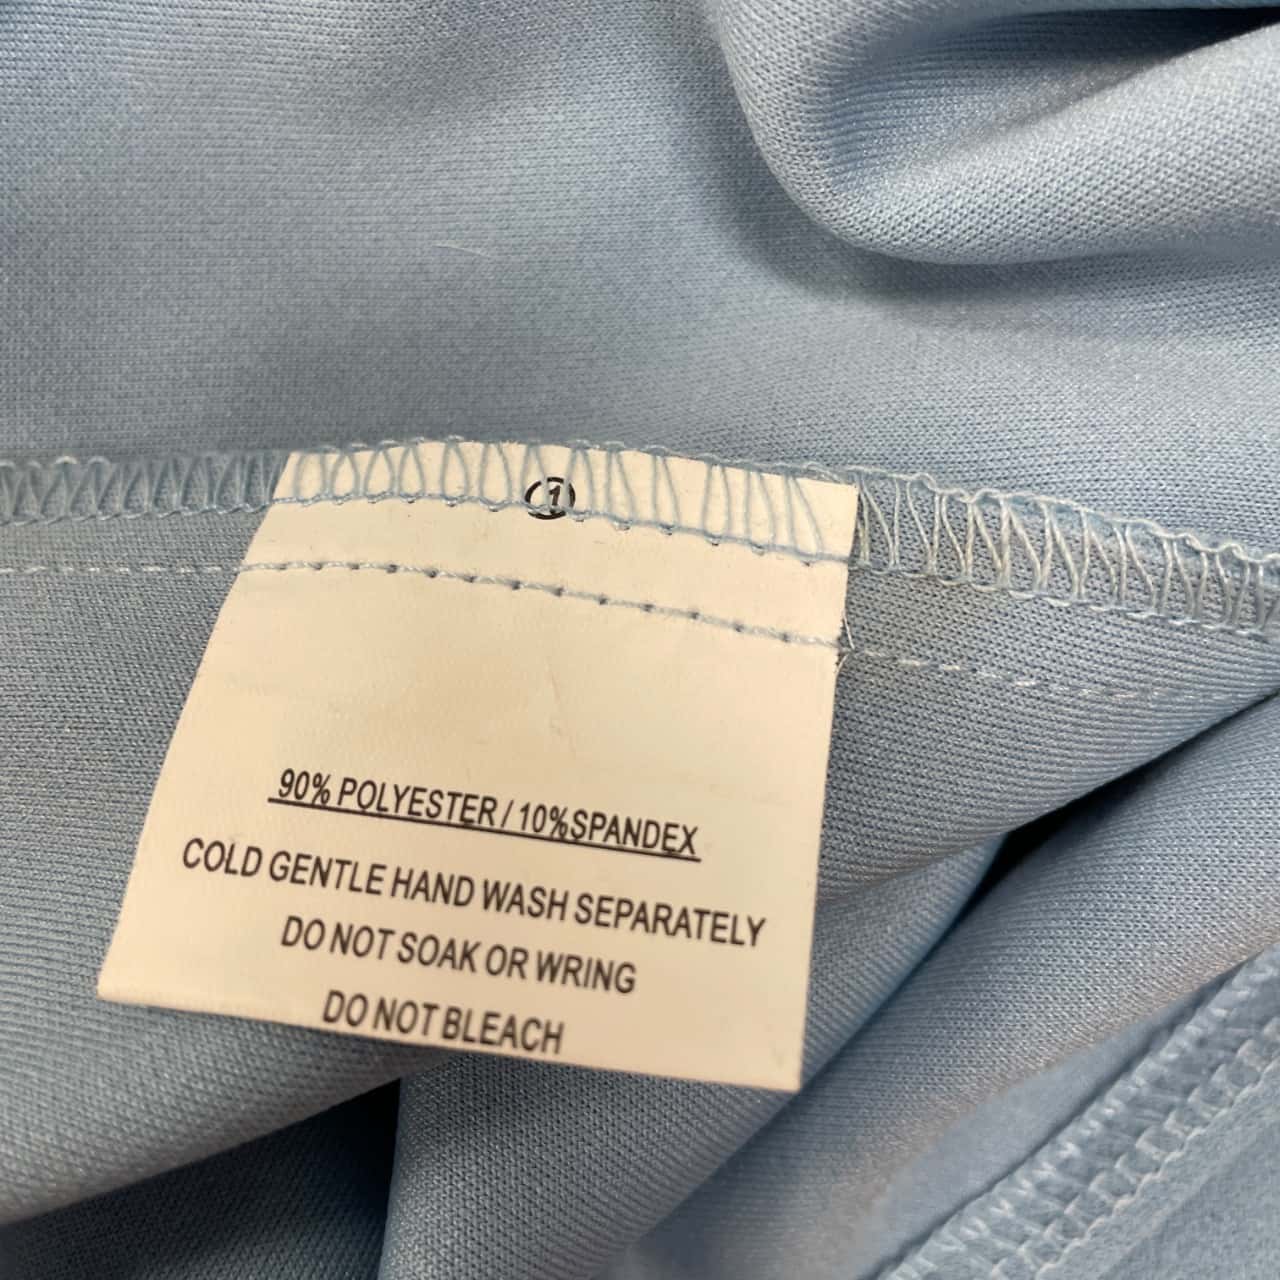 ①
90% POLYESTER / 10%SPANDEX
COLD GENTLE HAND WASH SEPARATELY
DO NOT SOAK OR WRING
DO NOT BLEACH